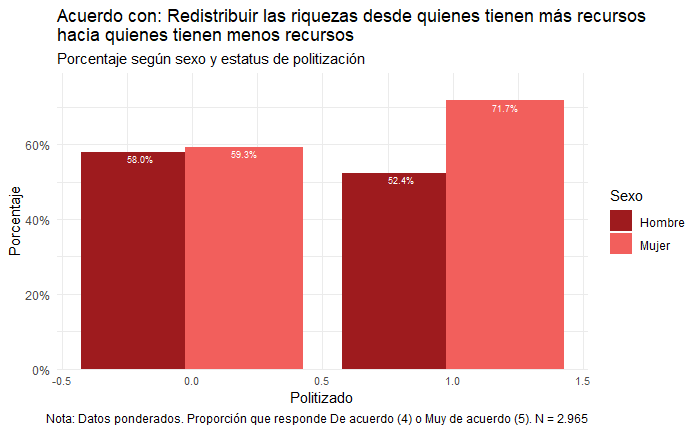 Acuerdo con: Redistribuir las riquezas desde quienes tienen más recursos
hacia quienes tienen menos recursos
Porcentaje según sexo y estatus de politización
Porcentaje
60%
40%
20%
0%
58.0%
59.3%
52.4%
71.7%
-0.5
0.0
0.5
1.0
1.5
Politizado
Sexo
Hombre
Mujer
Nota: Datos ponderados. Proporción que responde De acuerdo (4) o Muy de acuerdo (5). N = 2.965